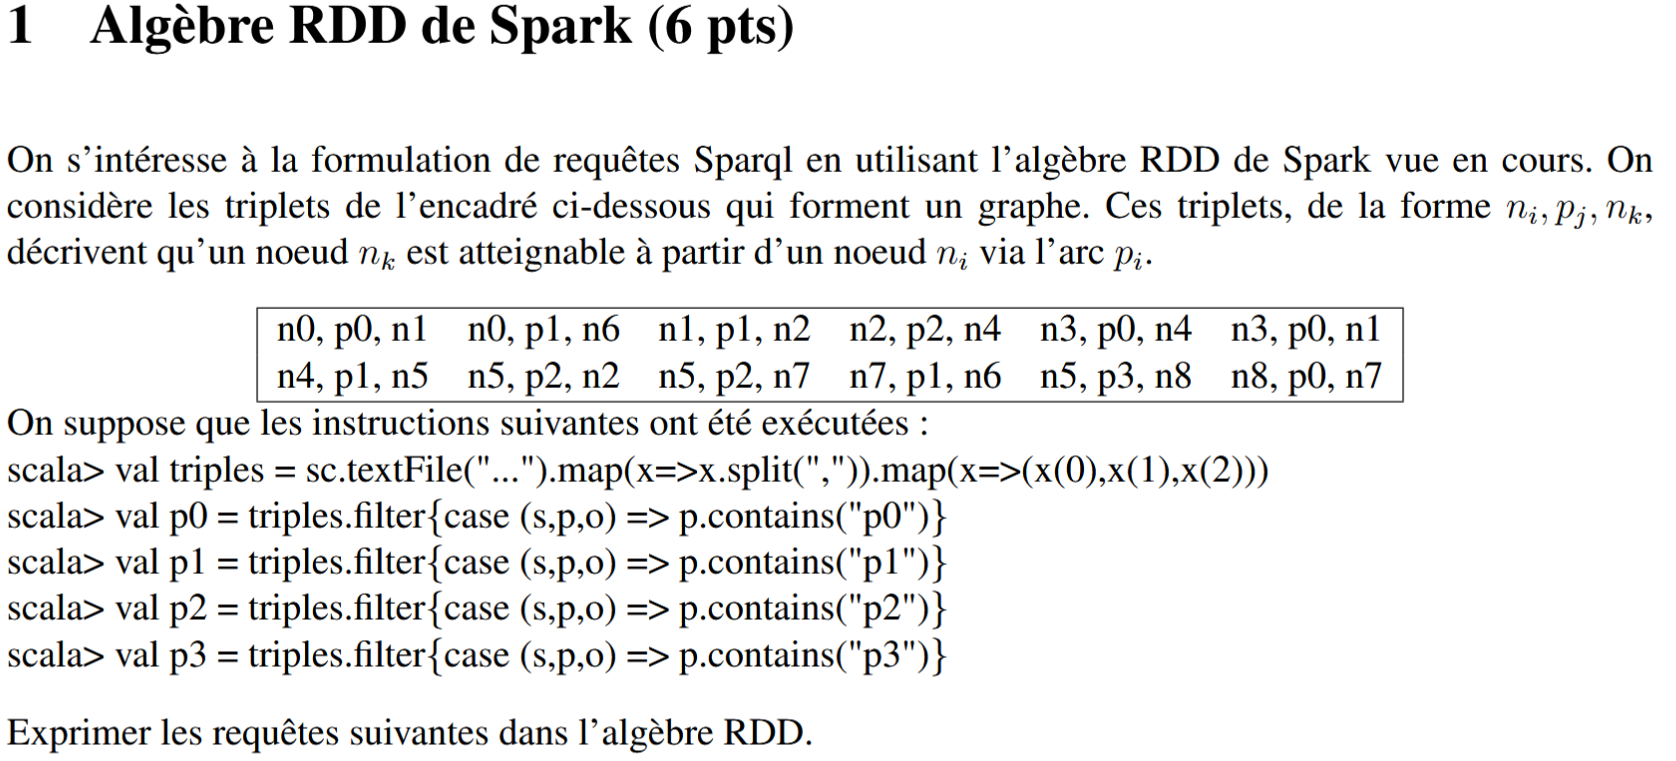 1 Algèbre RDD de Spark (6 pts)
On s'intéresse à la formulation de requêtes Sparql en utilisant l'algèbre RDD de Spark vue en cours. On
considère les triplets de l'encadré ci-dessous qui forment un graphe. Ces triplets, de la forme n_i, p_j, n_k,
décrivent qu'un noeud n_k est atteignable à partir d'un noeud n_i via l'arc p_i.
n0, p0, n1 n0, p1, n6 n1, p1, n2 n2, p2, n4 n3, p0, n4 n3, p0, n1
n4, p1, n5 n5, p2, n2 n5, p2, n7 n7, p1, n6 n5, p3, n8 n8, p0, n7
On suppose que les instructions suivantes ont été exécutées :
scala> val triples = sc.textFile("...").map(x=>x.split(",")).map(x=>(x(0),x(1),x(2)))
scala> val p0 = triples.filter{case (s,p,o) => p.contains("p0")}
scala> val p1 = triples.filter{case (s,p,o) => p.contains("p1")}
scala> val p2 = triples.filter{case (s,p,o) => p.contains("p2")}
scala> val p3 = triples.filter{case (s,p,o) => p.contains("p3")}
Exprimer les requêtes suivantes dans l'algèbre RDD.